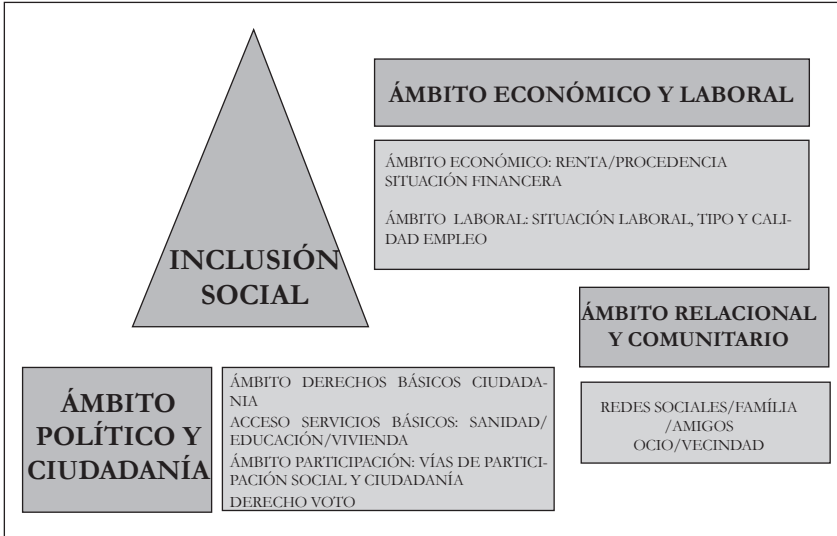 INCLUSIÓN
SOCIAL
ÁMBITO ECONÓMICO Y LABORAL
ÁMBITO ECONÓMICO: RENTA/PROCEDENCIA
SITUACIÓN FINANCERA
ÁMBITO LABORAL: SITUACIÓN LABORAL, TIPO Y CALI-
DAD EMPLEO
ÁMBITO RELACIONAL
Y COMUNITARIO
REDES SOCIALES/FAMÍLIA
/AMIGOS
OCIO/VECINDAD
ÁMBITO
POLÍTICO Y
CIUDADANÍA
ÁMBITO DERECHOS BÁSICOS CIUDADA-
NIA
ACCESO SERVICIOS BÁSICOS: SANIDAD/
EDUCACIÓN/VIVIENDA
ÁMBITO PARTICIPACIÓN: VÍAS DE PARTICI-
PACIÓN SOCIAL Y CIUDADANÍA
DERECHO VOTO